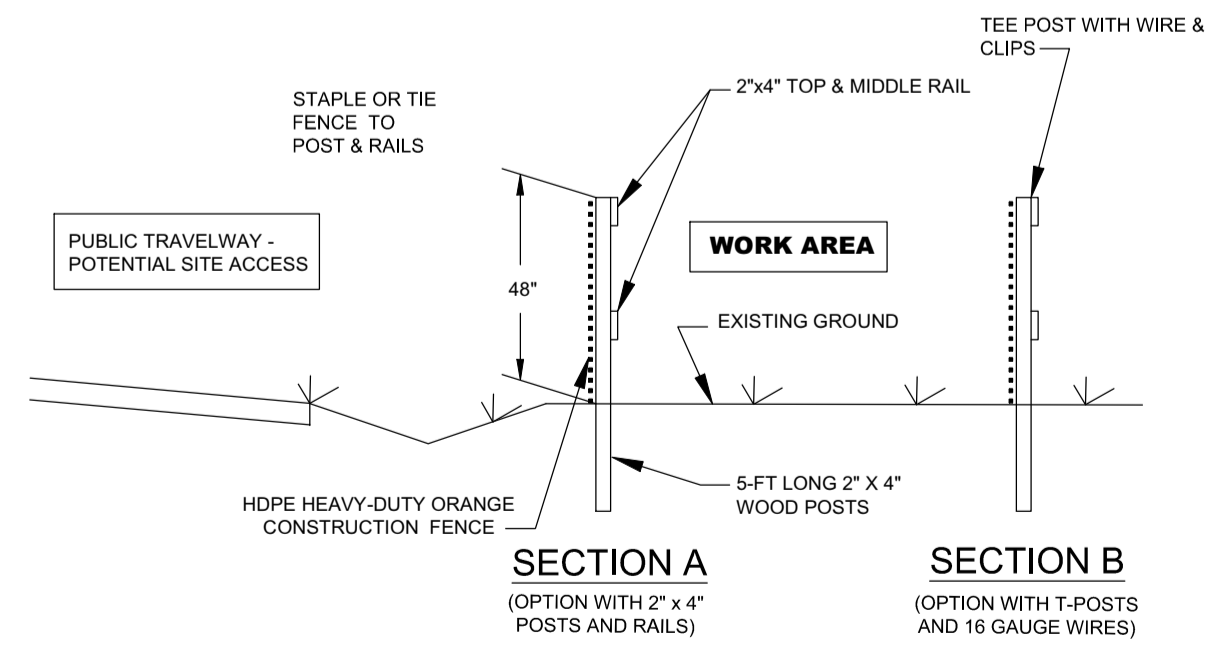 TEE POST WITH WIRE &
CLIPS
2"x4" TOP & MIDDLE RAIL
STAPLE OR TIE
FENCE TO
POST & RAILS
PUBLIC TRAVELWAY -
POTENTIAL SITE ACCESS
WORK AREA
48"
EXISTING GROUND
HDPE HEAVY-DUTY ORANGE
CONSTRUCTION FENCE
5-FT LONG 2" X 4"
WOOD POSTS
SECTION A
(OPTION WITH 2" x 4"
POSTS AND RAILS)
SECTION B
(OPTION WITH T-POSTS
AND 16 GAUGE WIRES)